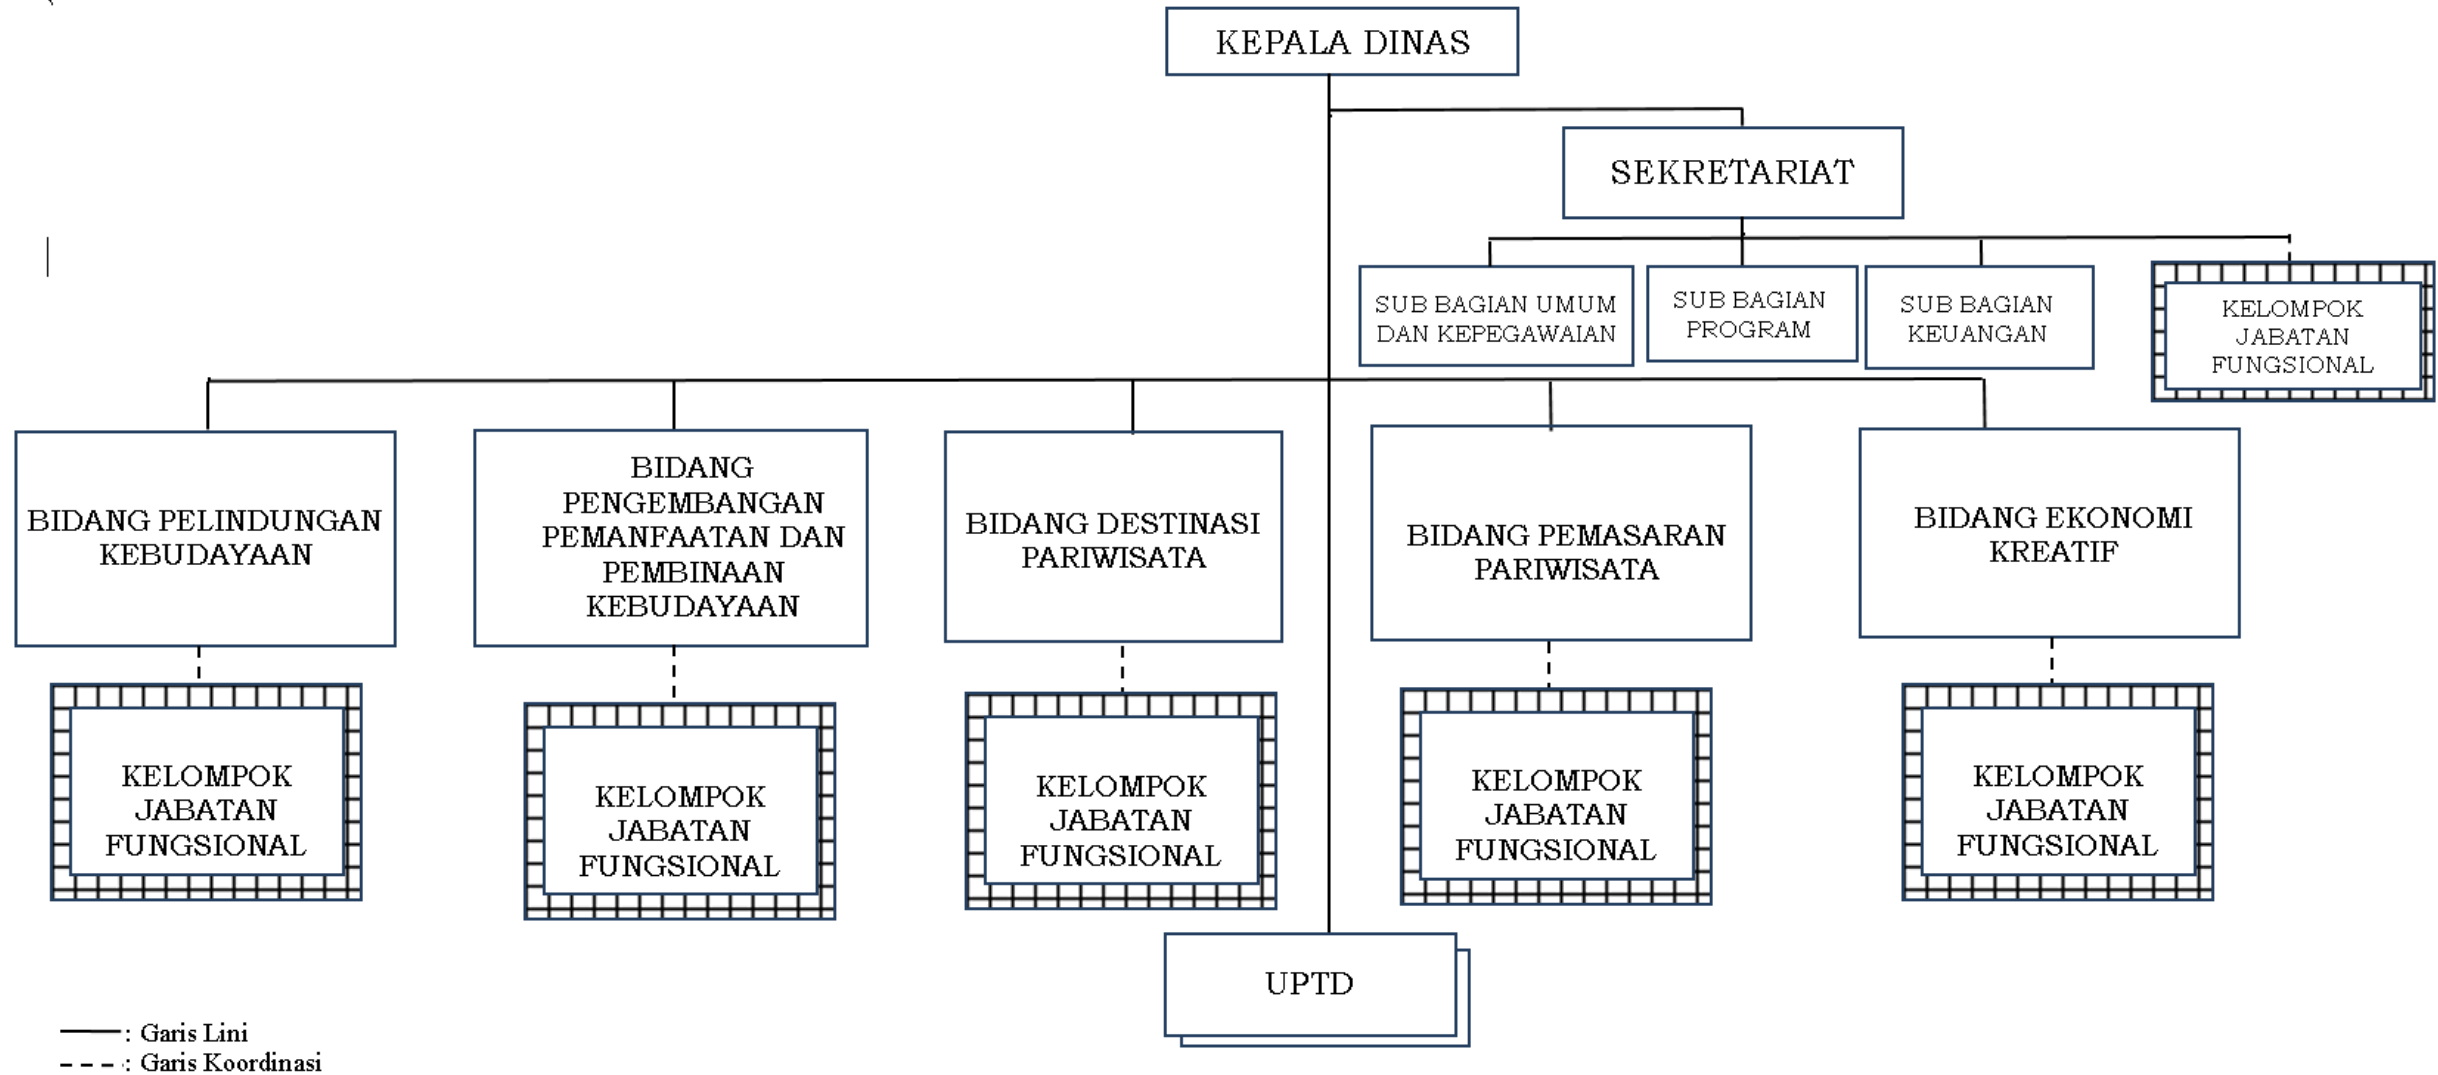 KEPALA DINAS
SEKRETARIAT
SUB BAGIAN UMUM
DAN KEPEGAWAIAN
SUB BAGIAN
PROGRAM
SUB BAGIAN
KEUANGAN
KELOMPOK
JABATAN
FUNGSIONAL
BIDANG PELINDUNGAN
KEBUDAYAAN
BIDANG
PENGEMBANGAN
PEMANFAATAN DAN
PEMBINAAN
KEBUDAYAAN
BIDANG DESTINASI
PARIWISATA
BIDANG PEMASARAN
PARIWISATA
BIDANG EKONOMI
KREATIF
KELOMPOK
JABATAN
FUNGSIONAL
KELOMPOK
JABATAN
FUNGSIONAL
KELOMPOK
JABATAN
FUNGSIONAL
KELOMPOK
JABATAN
FUNGSIONAL
KELOMPOK
JABATAN
FUNGSIONAL
UPTD
: Garis Lini
: Garis Koordinasi